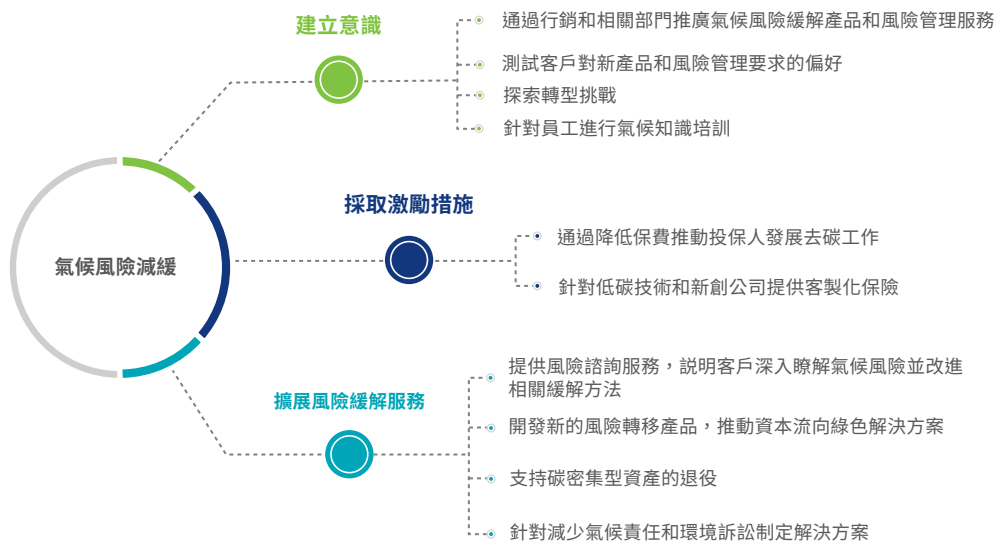 建立意識
通過行銷和相關部門推廣氣候風險緩解產品和風險管理服務
測試客戶對新產品和風險管理要求的偏好
探索轉型挑戰
針對員工進行氣候知識培訓
氣候風險減緩
採取激勵措施
通過降低保費推動投保人發展去碳工作
針對低碳技術和新創公司提供客製化保險
擴展風險緩解服務
提供風險諮詢服務，説明客戶深入瞭解氣候風險並改進
相關緩解方法
開發新的風險轉移產品，推動資本流向綠色解決方案
支持碳密集型資產的退役
針對減少氣候責任和環境訴訟制定解決方案